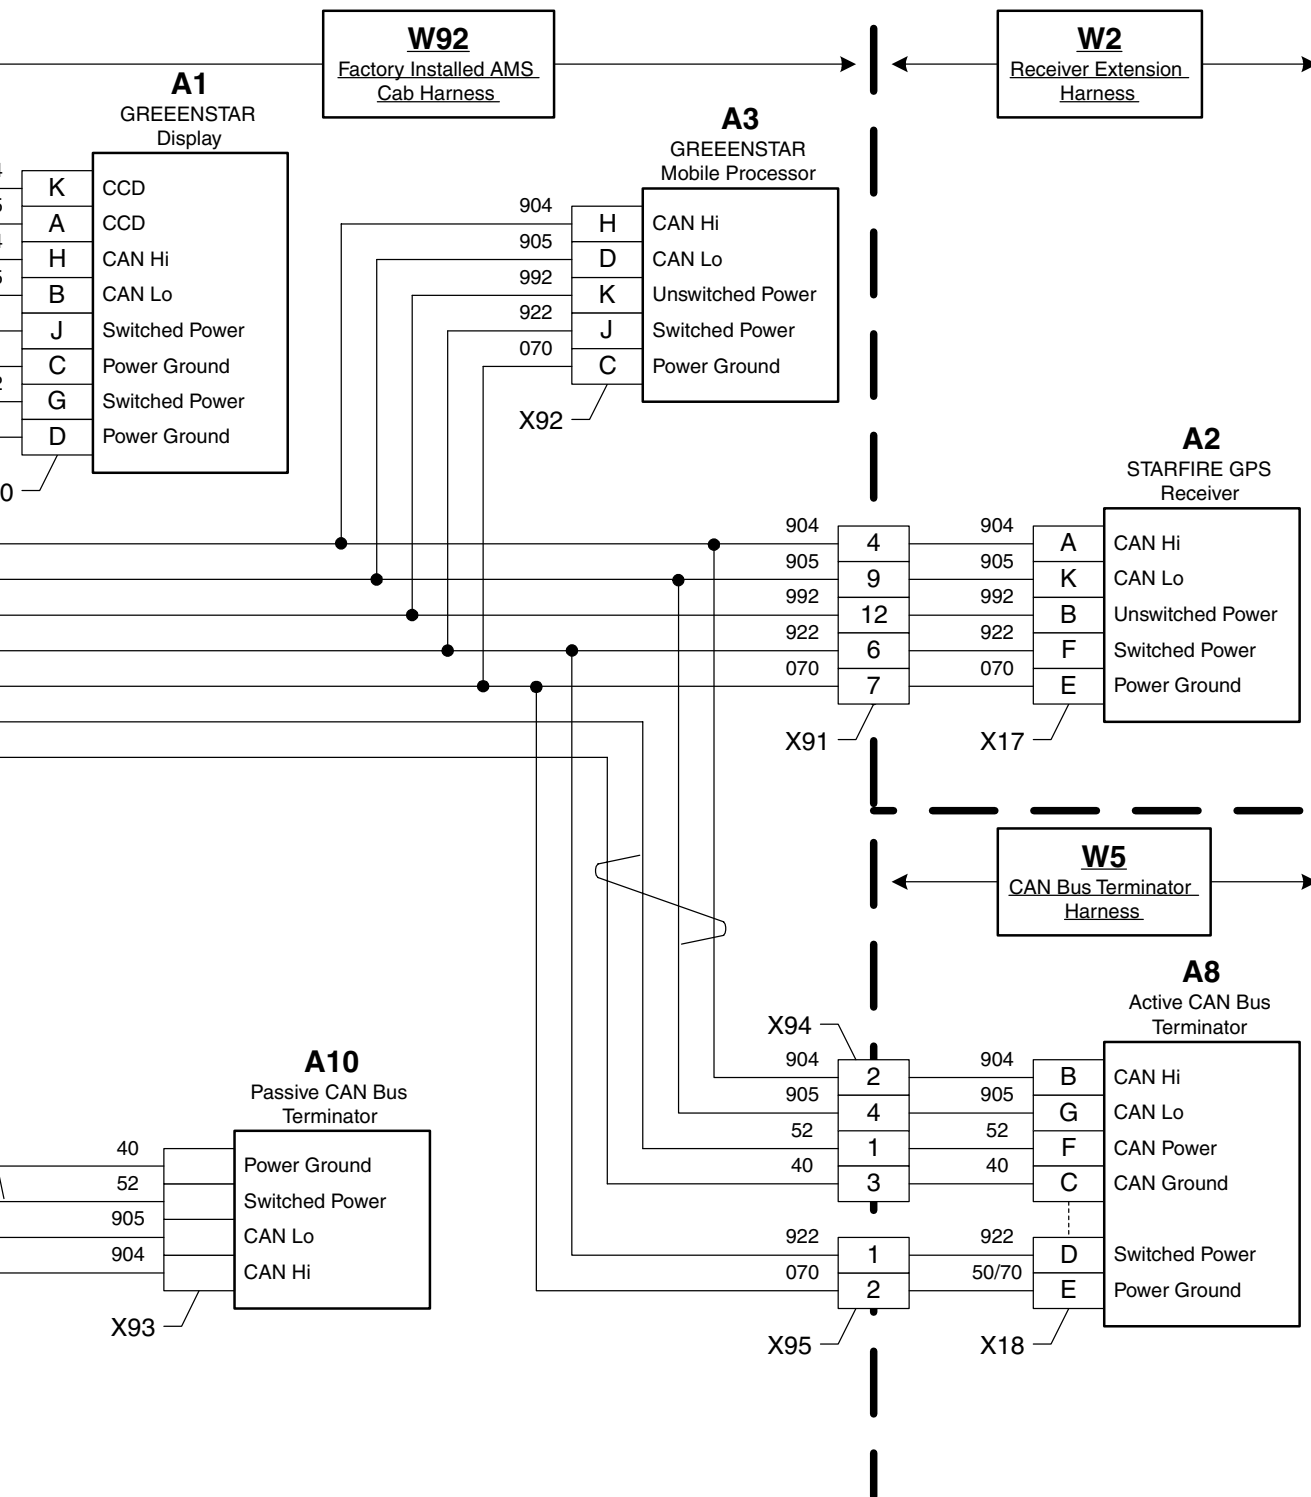 W92
Factory Installed AMS
Cab Harness
W2
Receiver Extension
Harness
A1
GREEENSTAR
Display
K CCD
A CCD
H CAN Hi
B CAN Lo
J Switched Power
C Power Ground
G Switched Power
D Power Ground
0
A3
GREEENSTAR
Mobile Processor
904 H CAN Hi
905 D CAN Lo
992 K Unswitched Power
922 J Switched Power
070 C Power Ground
X92
A2
STARFIRE GPS
Receiver
904 4 904 A CAN Hi
905 9 905 K CAN Lo
992 12 992 B Unswitched Power
922 6 922 F Switched Power
070 7 070 E Power Ground
X91 X17
W5
CAN Bus Terminator
Harness
A8
Active CAN Bus
Terminator
X94
904 2 904 B CAN Hi
905 4 905 G CAN Lo
52 1 52 F CAN Power
40 3 40 C CAN Ground
922 1 922 D Switched Power
070 2 50/70 E Power Ground
X95 X18
A10
Passive CAN Bus
Terminator
40 Power Ground
52 Switched Power
905 CAN Lo
904 CAN Hi
X93